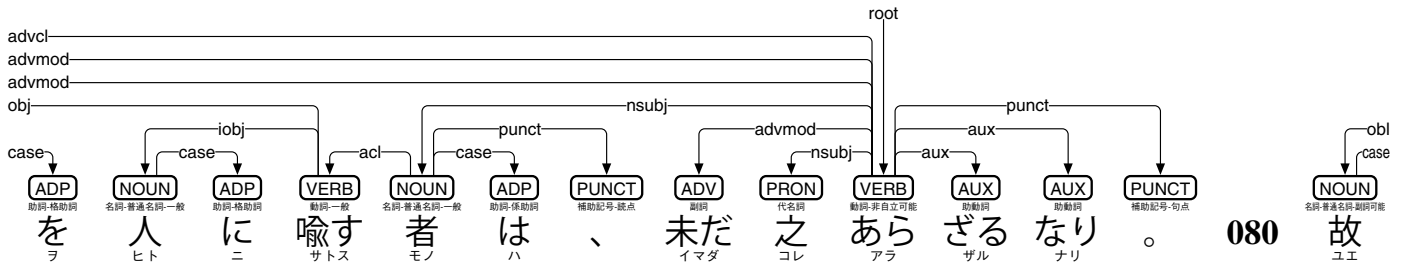 root
advcl
advmod
advmod
obj nsubj punct
iobj punct advmod aux obl
case case acl case nsubj aux case
ADP NOUN ADP VERB NOUN ADP PUNCT ADV PRON VERB AUX AUX PUNCT NOUN
助詞-格助詞 名詞-普通名詞-一般 助詞-格助詞 動詞-一般 名詞-普通名詞-一般 助詞-係助詞 補助記号-読点 副詞 代名詞 動詞-非自立可能 助動詞 助動詞 補助記号-句点 名詞-普通名詞-副詞可能
を 人 に 喩す 者 は 、 未だ 之 あら ざる なり 。 080 故
ヲ ヒト ニ サトス モノ ハ イマダ コレ アラ ザル ナリ ユエ